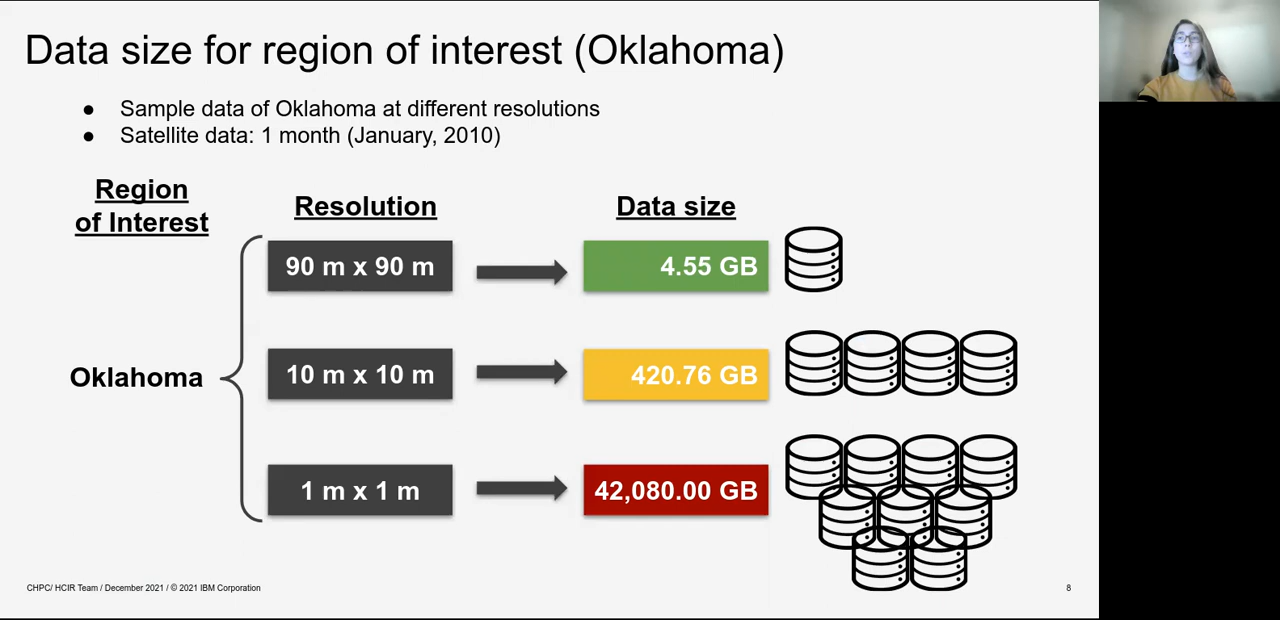 Data size for region of interest (Oklahoma)
● Sample data of Oklahoma at different resolutions
● Satellite data: 1 month (January, 2010)
Region
of Interest
Resolution
Data size
90 m x 90 m
4.55 GB
Oklahoma
10 m x 10 m
420.76 GB
1 m x 1 m
42,080.00 GB
CHPC/ HCIR Team / December 2021 / © 2021 IBM Corporation
8